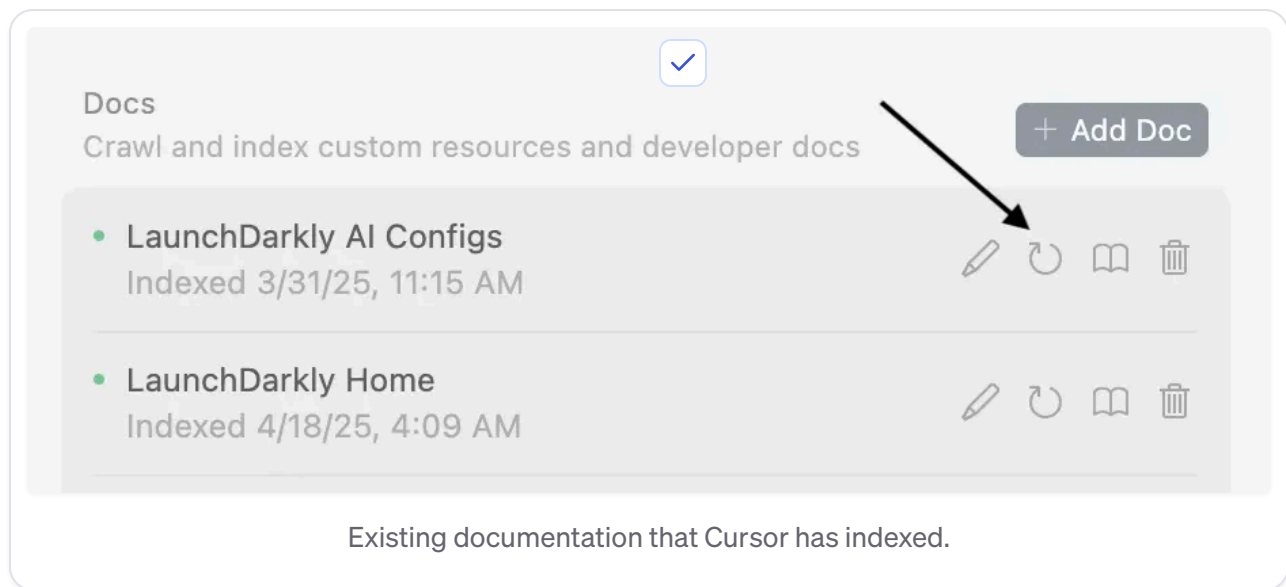 Docs
Crawl and index custom resources and developer docs
+ Add Doc
LaunchDarkly AI Configs
Indexed 3/31/25, 11:15 AM
LaunchDarkly Home
Indexed 4/18/25, 4:09 AM
Existing documentation that Cursor has indexed.